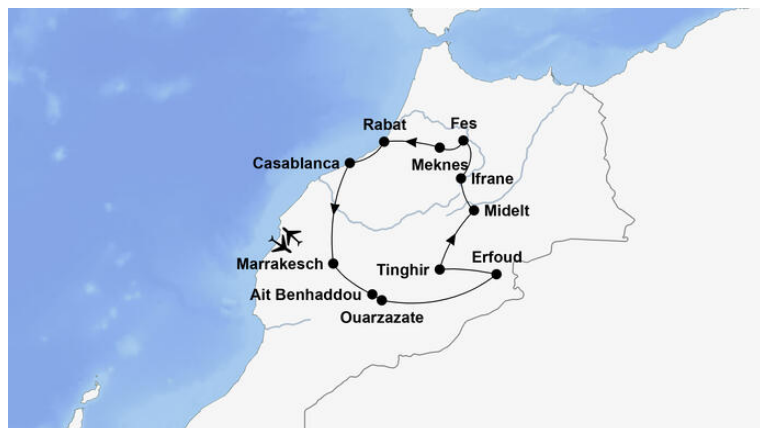 Rabat
Fes
Casablanca
Meknes
Ifrane
Midelt
Erfoud
Marrakesch
Tinghir
Ait Benhaddou
Ouarzazate